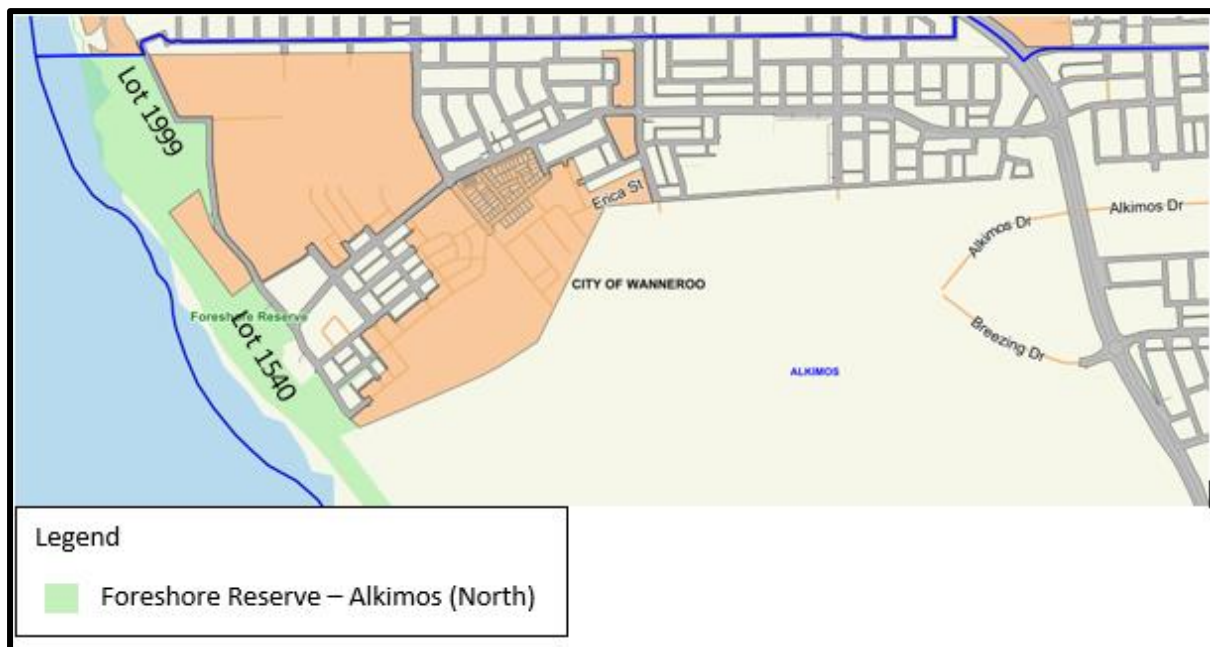 Lot 1999
Erica St
Alkimos Dr
Alkimos Dr
CITY OF WANNEROO
Foreshore Reserve
Lot 1540
Breezing Dr
ALKIMOS
Legend
Foreshore Reserve – Alkimos (North)